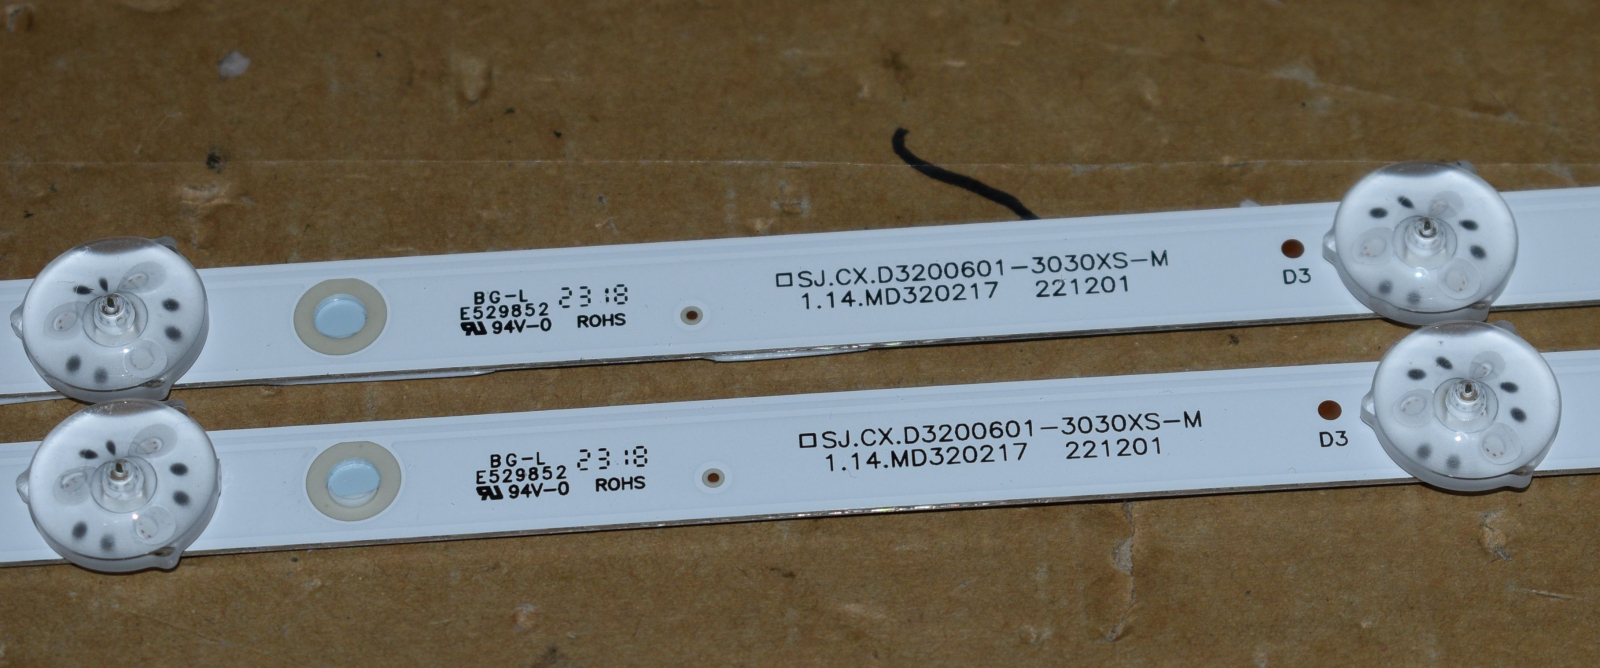 □SJ.CX.D3200601-3030XS-M
1.14.MD320217 221201
BG-L 2318
E529852
94V-0 ROHS
D3
□SJ.CX.D3200601-3030XS-M
1.14.MD320217 221201
BG-L 2318
E529852
94V-0 ROHS
D3